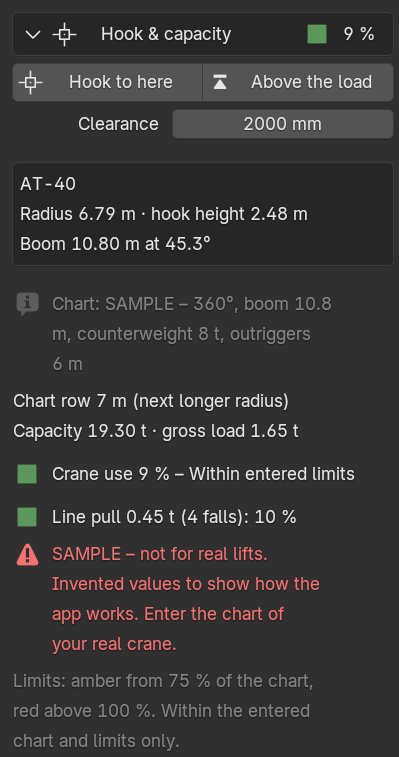 Hook & capacity 9 %
Hook to here Above the load
Clearance 2000 mm
AT-40
Radius 6.79 m · hook height 2.48 m
Boom 10.80 m at 45.3°
Chart: SAMPLE – 360°, boom 10.8
m, counterweight 8 t, outriggers
6 m
Chart row 7 m (next longer radius)
Capacity 19.30 t · gross load 1.65 t
Crane use 9 % – Within entered limits
Line pull 0.45 t (4 falls): 10 %
SAMPLE – not for real lifts.
Invented values to show how the
app works. Enter the chart of
your real crane.
Limits: amber from 75 % of the chart,
red above 100 %. Within the entered
chart and limits only.